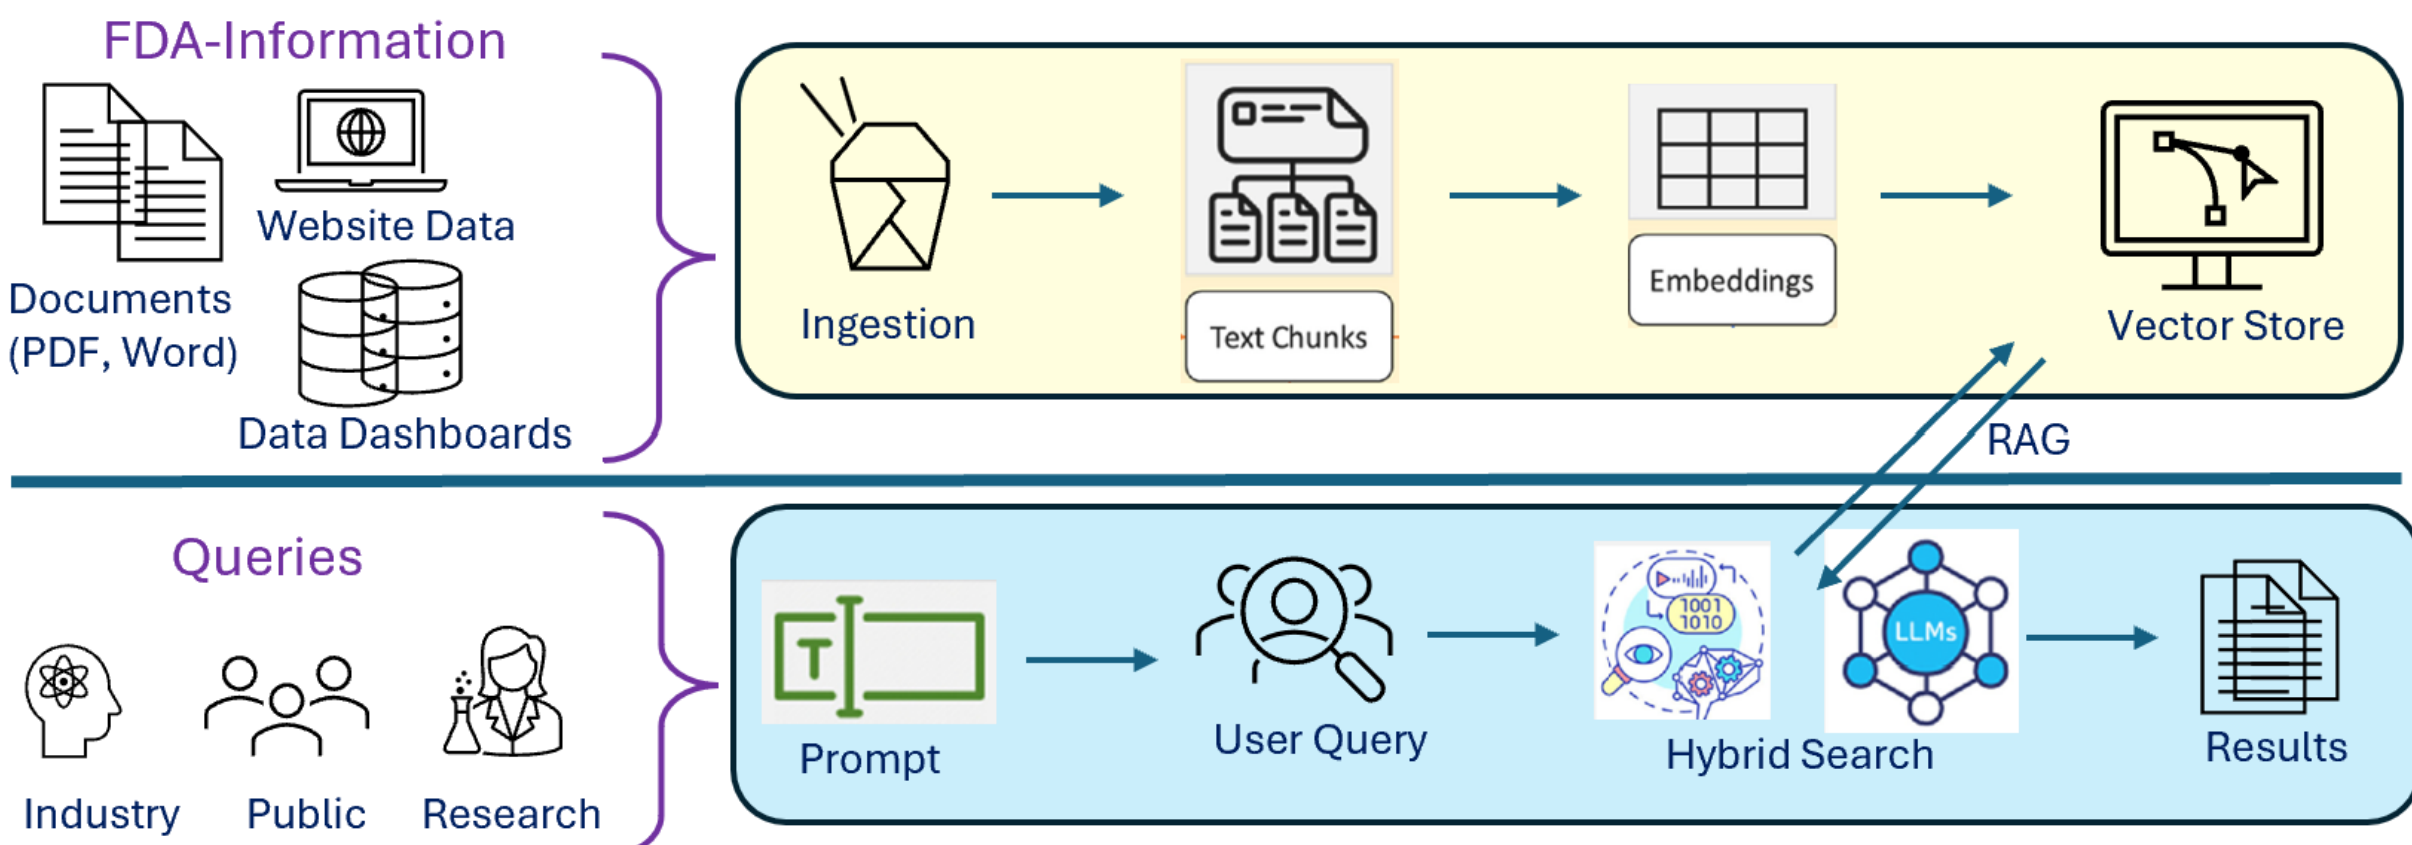 FDA-Information
Website Data
Documents
(PDF, Word)
Data Dashboards
Ingestion
Text Chunks
Embeddings
Vector Store
RAG
Queries
Industry
Public
Research
T
Prompt
User Query
1001
1010
LLMs
Hybrid Search
Results